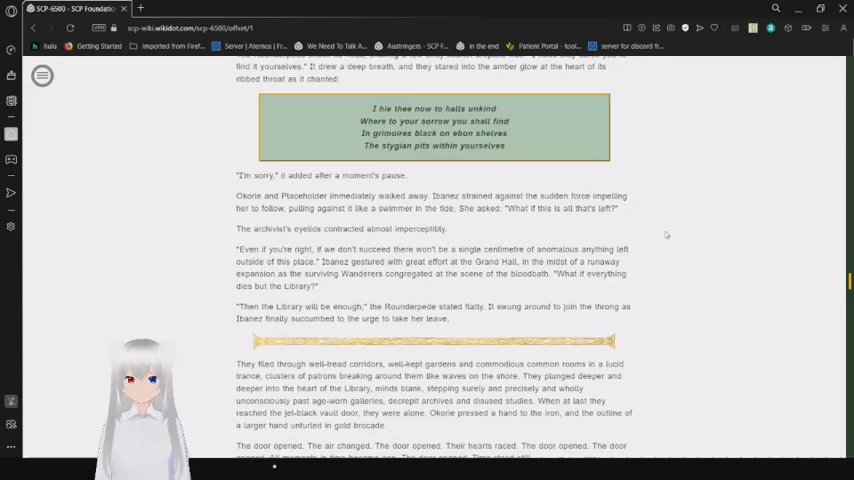 SCP-6500 - SCP Foundation
scp-wiki.wikidot.com/scp-6500/offset/1
hulu
Getting Started
Imported from Firef...
Server | Aternos | Fr...
We Need To Talk A...
Austringers - SCP F...
in the end
Patient Portal - tool...
server for discord fr...
find it yourselves." It drew a deep breath, and they stared into the amber glow at the heart of its
ribbed throat as it chanted:
I hie thee now to halls unkind
Where to your sorrow you shall find
In grimoires black on ebon shelves
The stygian pits within yourselves
"I'm sorry," it added after a moment's pause.
Okorie and Placeholder immediately walked away. Ibanez strained against the sudden force impelling
her to follow, pulling against it like a swimmer in the tide. She asked: "What if this is all that's left?"
The archivist's eyelids contracted almost imperceptibly.
"Even if you're right, if we don't succeed there won't be a single centimetre of anomalous anything left
outside of this place." Ibanez gestured with great effort at the Grand Hall, in the midst of a runaway
expansion as the surviving Wanderers congregated at the scene of the bloodbath. "What if everything
dies but the Library?"
"Then the Library will be enough," the Rounderpede stated flatly. It swung around to join the throng as
Ibanez finally succumbed to the urge to take her leave.
They filed through well-tread corridors, well-kept gardens and commodious common rooms in a lucid
trance, clusters of patrons breaking around them like waves on the shore. They plunged deeper and
deeper into the heart of the Library, minds blank, stepping surely and precisely and wholly
unconsciously past age-worn galleries, decrepit archives and disused studies. When at last they
reached the jet-black vault door, they were alone. Okorie pressed a hand to the iron, and the outline of
a larger hand unfurled in gold brocade.
The door opened. The air changed. The door opened. Their hearts raced. The door opened. The door